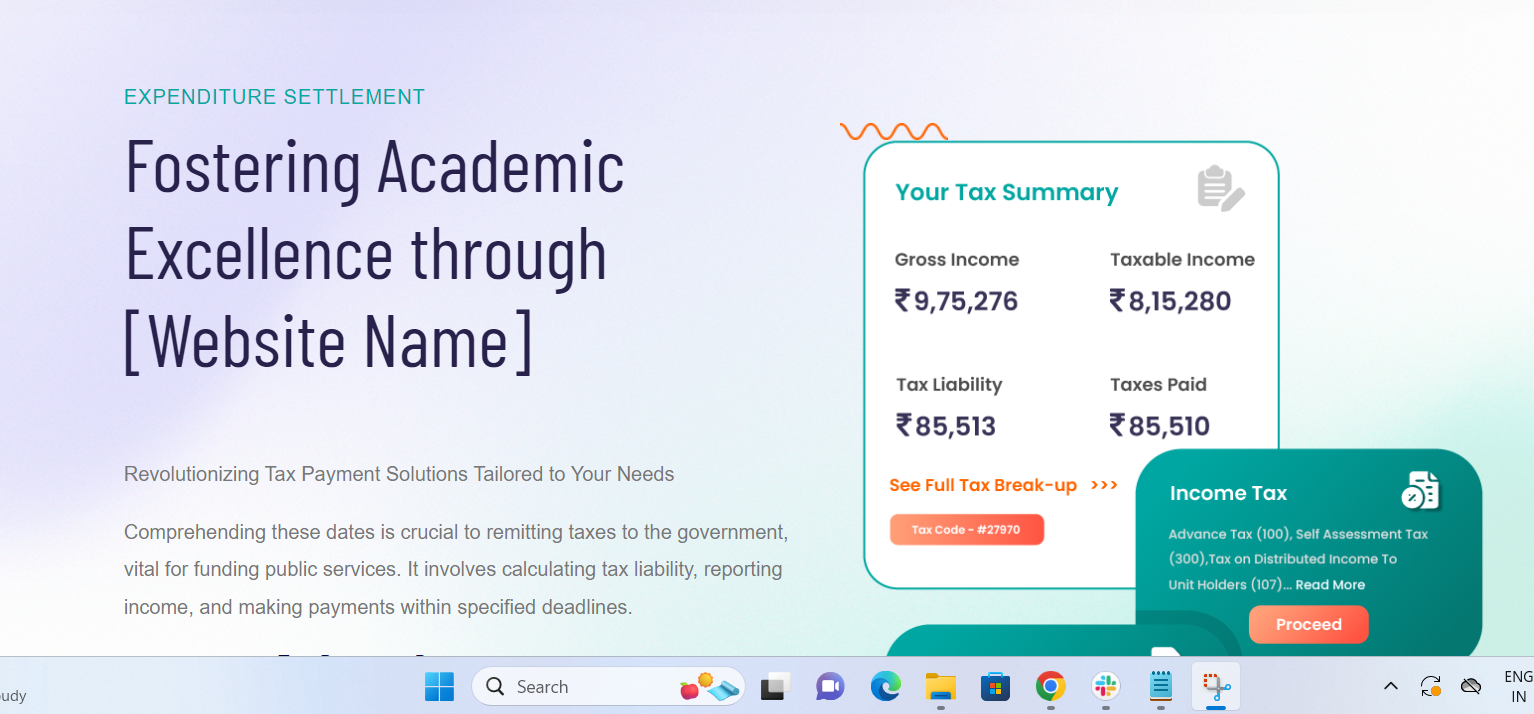 EXPENDITURE SETTLEMENT
Fostering Academic
Excellence through
[Website Name]
Revolutionizing Tax Payment Solutions Tailored to Your Needs
Comprehending these dates is crucial to remitting taxes to the government,
vital for funding public services. It involves calculating tax liability, reporting
income, and making payments within specified deadlines.
Your Tax Summary
Gross Income
₹9,75,276
Taxable Income
₹8,15,280
Tax Liability
₹85,513
Taxes Paid
₹85,510
See Full Tax Break-up >>>
Tax Code - #27970
Income Tax
Advance Tax (100), Self Assessment Tax
(300),Tax on Distributed Income To
Unit Holders (107)... Read More
Proceed
Search
ENG
IN